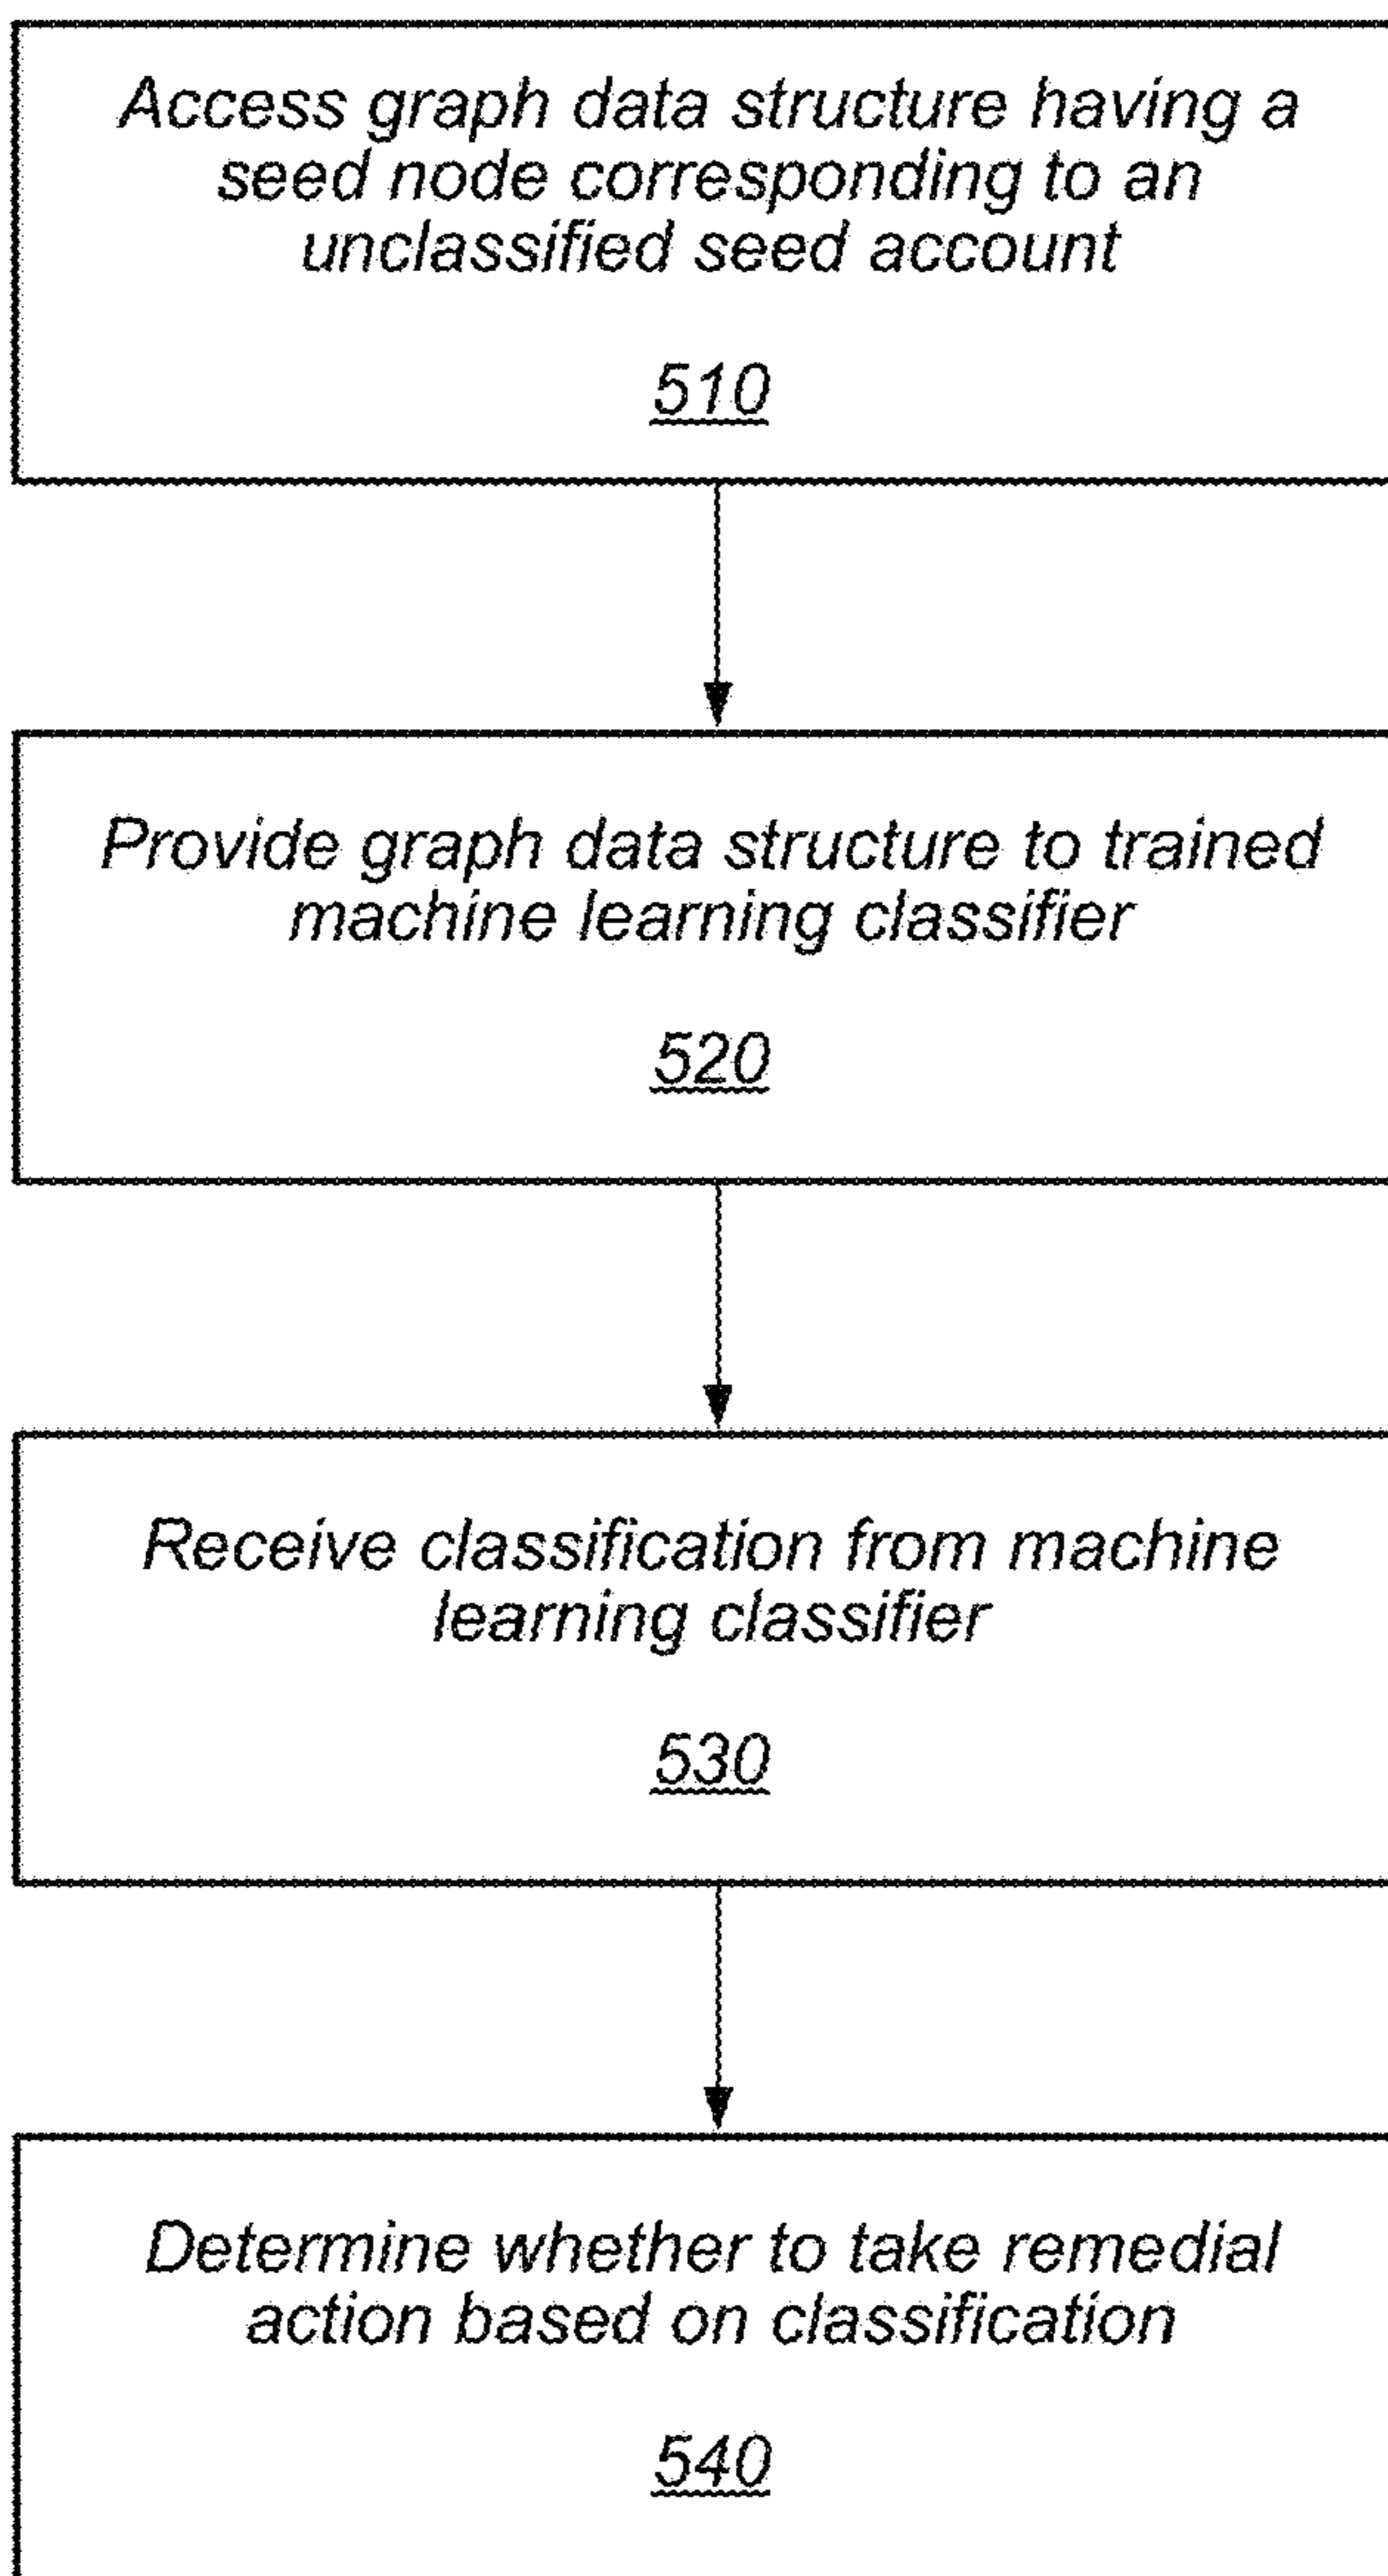 Access graph data structure having a
seed node corresponding to an
unclassified seed account
510
Provide graph data structure to trained
machine learning classifier
520
Receive classification from machine
learning classifier
530
Determine whether to take remedial
action based on classification
540